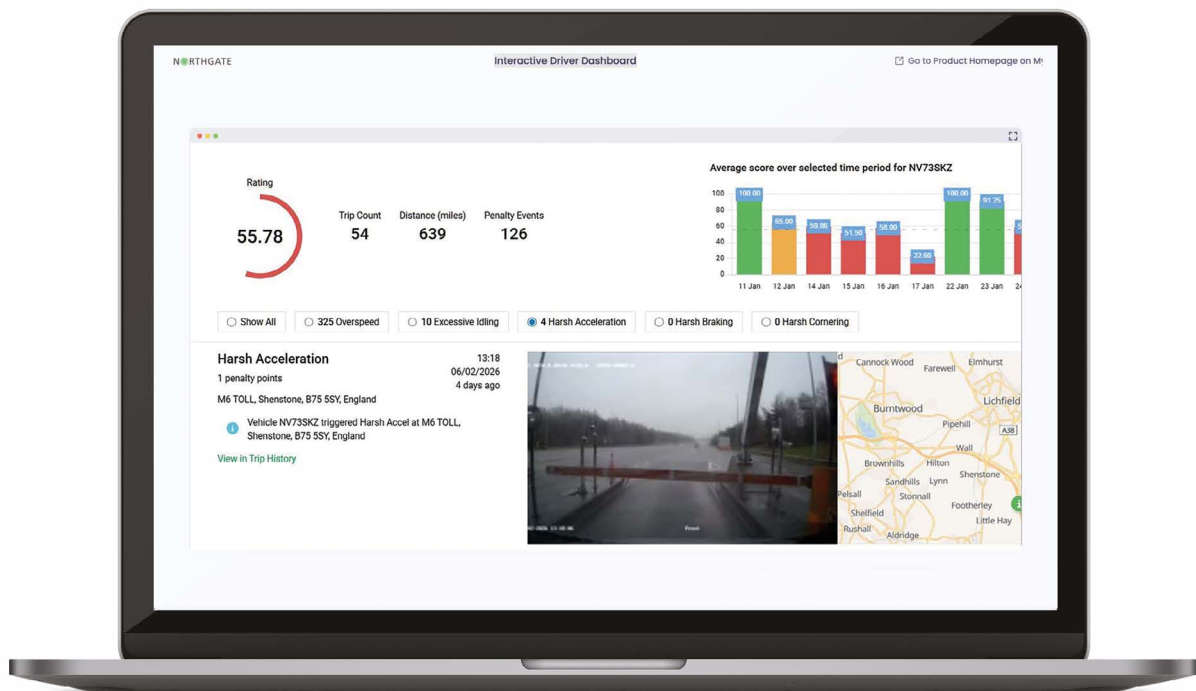 NORTHGATE
Interactive Driver Dashboard
Go to Product Homepage on My
Rating
55.78
Trip Count
54
Distance (miles)
639
Penalty Events
126
Average score over selected time period for NV73SKZ
100
80
60
40
20
0
100.00
65.00
59.86
51.50
58.00
22.60
100.00
91.25
5
11 Jan
12 Jan
14 Jan
15 Jan
16 Jan
17 Jan
22 Jan
23 Jan
24
Show All
325 Overspeed
10 Excessive Idling
4 Harsh Acceleration
0 Harsh Braking
0 Harsh Cornering
Harsh Acceleration
1 penalty points
13:18
06/02/2026
4 days ago
M6 TOLL, Shenstone, B75 5SY, England
Vehicle NV73SKZ triggered Harsh Accel at M6 TOLL,
Shenstone, B75 5SY, England
View in Trip History
Front
d
Cannock Wood
Farewell
Elmhurst
Lichfield
Burntwood
Pipehill
A38
Wall
Brownhills
Hilton
Shenstone
Sandhills
Lynn
Pelsall
Stonnall
Footherley
Shelfield
Little Hay
Rushall
Aldridge